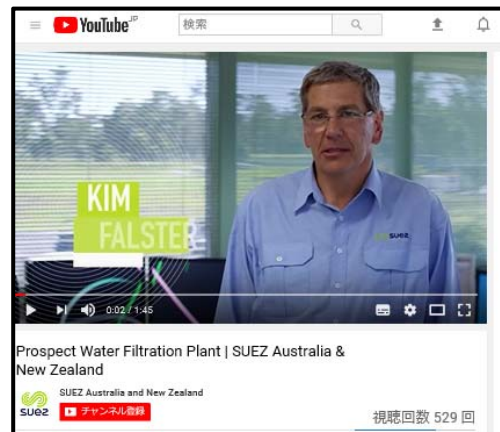 YouTube JP
検索
KIM
FALSTER
suez
0:02 / 1:45
Prospect Water Filtration Plant | SUEZ Australia &
New Zealand
SUEZ Australia and New Zealand
suez
チャンネル登録
視聴回数 529 回